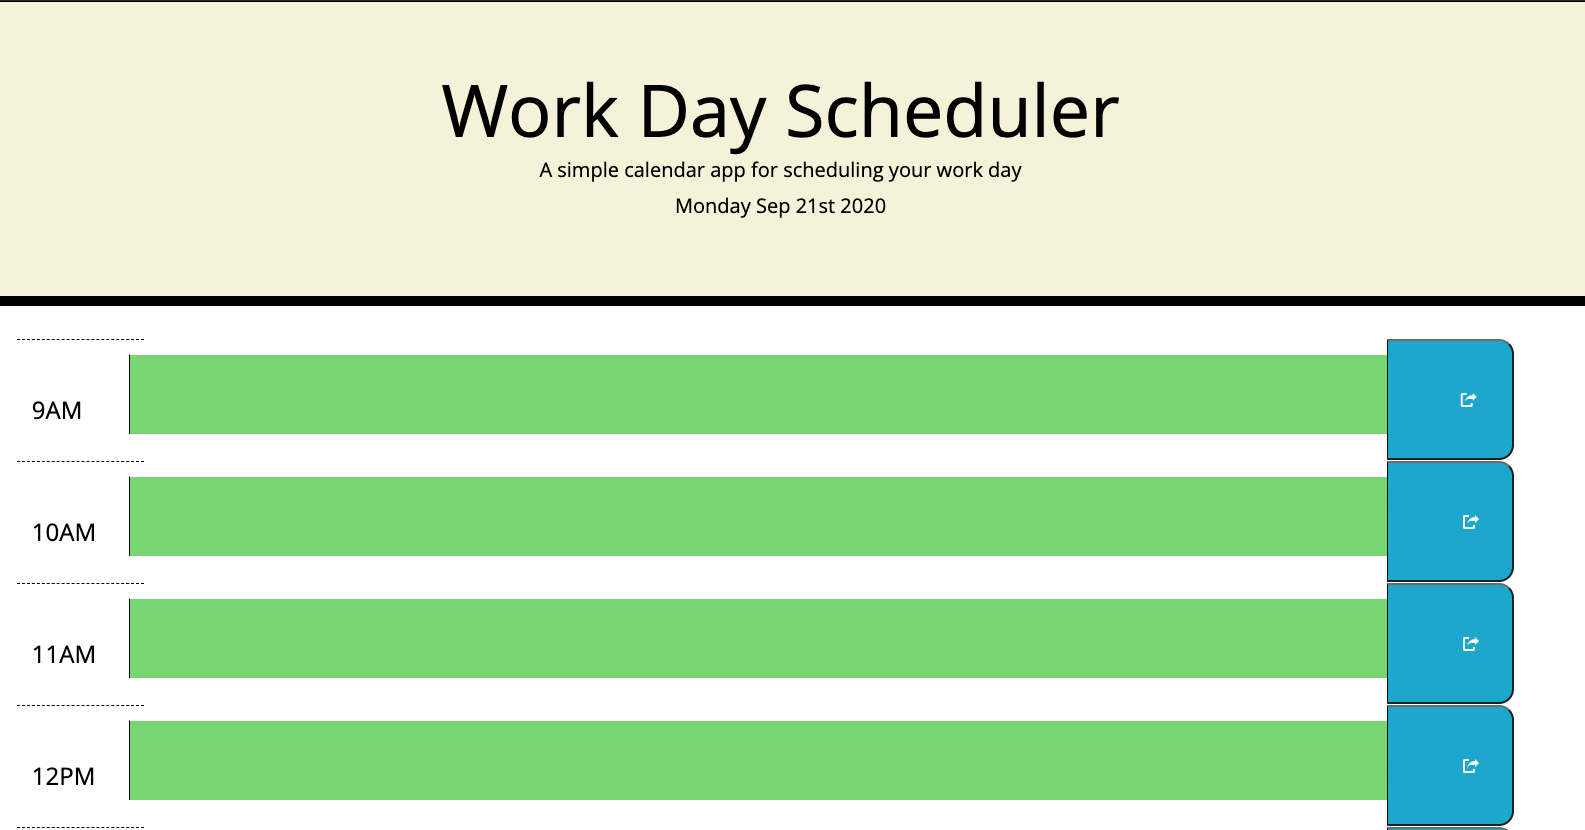 Work Day Scheduler
A simple calendar app for scheduling your work day
Monday Sep 21st 2020
9AM
10AM
11AM
12PM